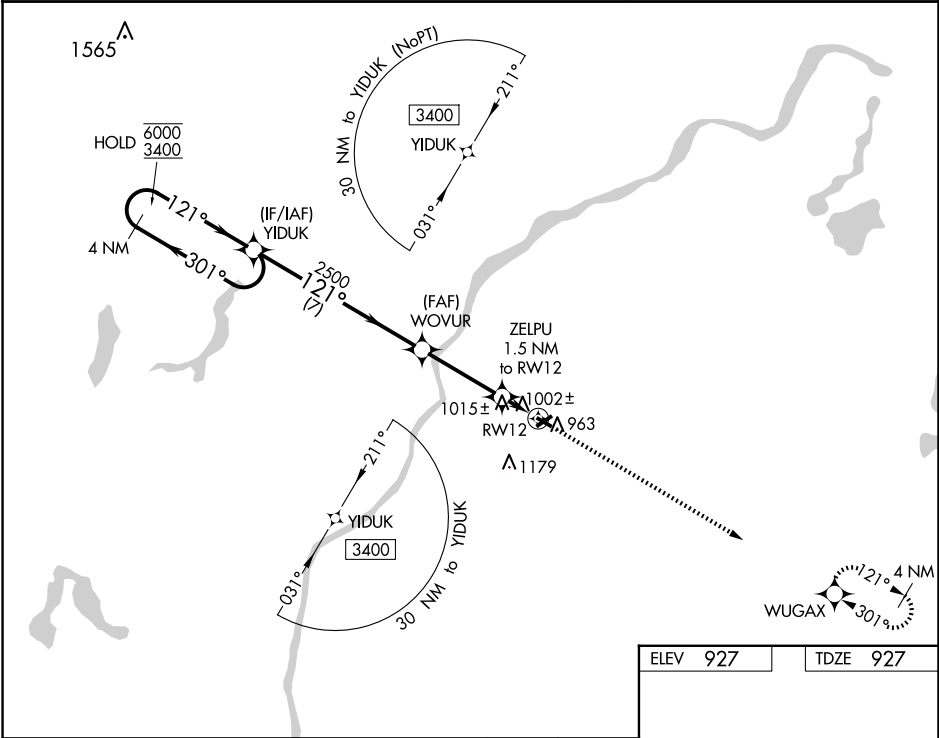 1565
HOLD 6000
3400
121°
301°
4 NM
(IF/IAF)
YIDUK
30 NM to YIDUK (NoPT)
211°
3400
YIDUK
031°
2500
121°
(7)
(FAF)
WOVUR
ZELPU
1.5 NM
to RW12
1015±
1002±
RW12
963
1179
211°
YIDUK
3400
031°
30 NM to YIDUK
WUGAX
121°
4 NM
301°
ELEV 927
TDZE 927